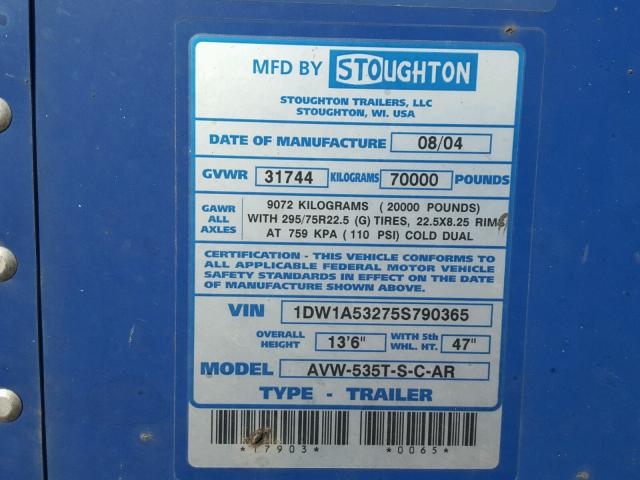 MFD BY STOUGHTON
STOUGHTON TRAILERS, LLC
STOUGHTON, WI. USA
DATE OF MANUFACTURE 08/04
GVWR 31744 KILOGRAMS 70000 POUNDS
GAWR ALL AXLES
9072 KILOGRAMS ( 20000 POUNDS)
WITH 295/75R22.5 (G) TIRES, 22.5X8.25 RIMS
AT 759 KPA ( 110 PSI) COLD DUAL
CERTIFICATION - THIS VEHICLE CONFORMS TO
ALL APPLICABLE FEDERAL MOTOR VEHICLE
SAFETY STANDARDS IN EFFECT ON THE DATE
OF MANUFACTURE SHOWN ABOVE.
VIN 1DW1A53275S790365
OVERALL HEIGHT 13'6" WITH 5th WHL. HT. 47"
MODEL AVW-535T-S-C-AR
TYPE - TRAILER
*17903* *0065*